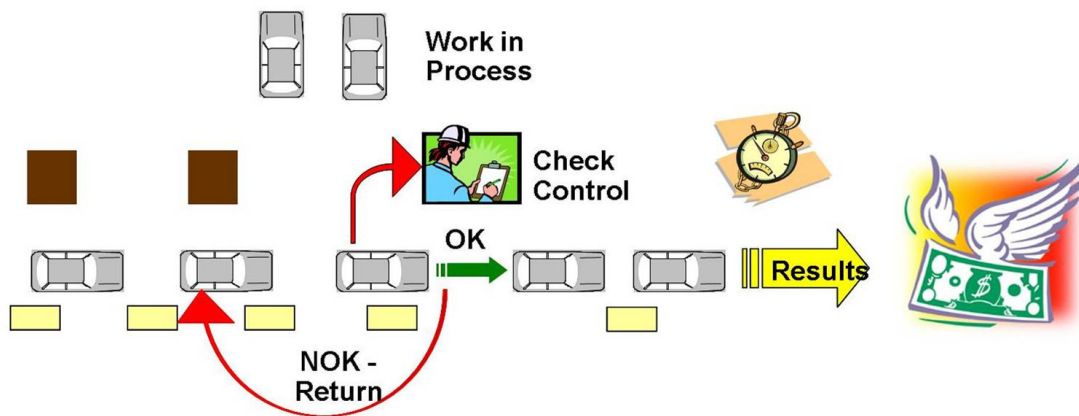 Work in
Process
Check
Control
OK
Results
NOK -
Return
$